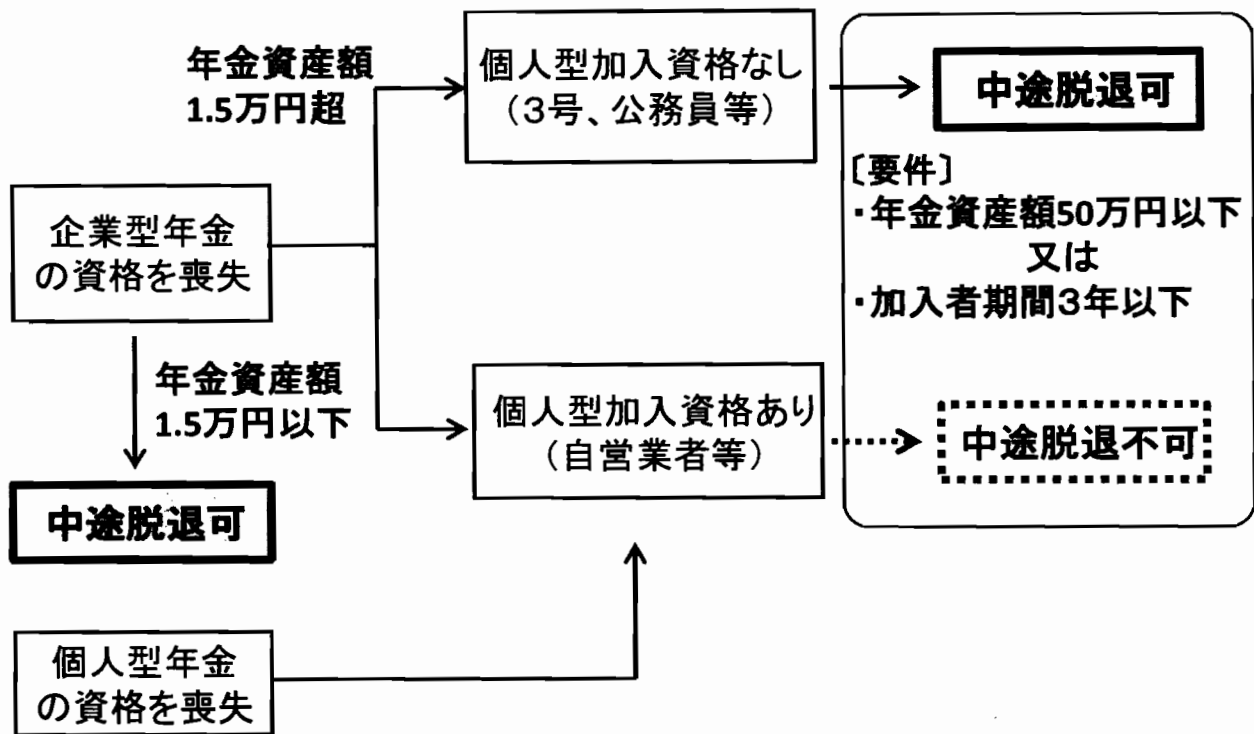 年金資産額
1.5万円超
個人型加入資格なし
（３号、公務員等）
中途脱退可
〔要件〕
・年金資産額50万円以下
又は
・加入者期間３年以下
企業型年金
の資格を喪失
年金資産額
1.5万円以下
個人型加入資格あり
（自営業者等）
中途脱退不可
中途脱退可
個人型年金
の資格を喪失